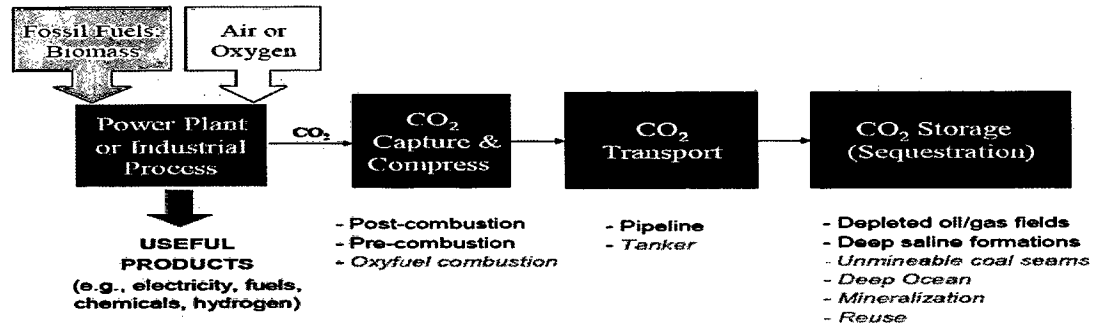 Fossil Fuels;
Biomass
Air or
Oxygen
Power Plant
or Industrial
Process
CO₂
CO₂
Capture &
Compress
CO₂
Transport
CO₂ Storage
(Sequestration)
USEFUL
PRODUCTS
(e.g., electricity, fuels,
chemicals, hydrogen)
- Post-combustion
- Pre-combustion
- Oxyfuel combustion
- Pipeline
- Tanker
- Depleted oil/gas fields
- Deep saline formations
- Unmineable coal seams
- Deep Ocean
- Mineralization
- Reuse